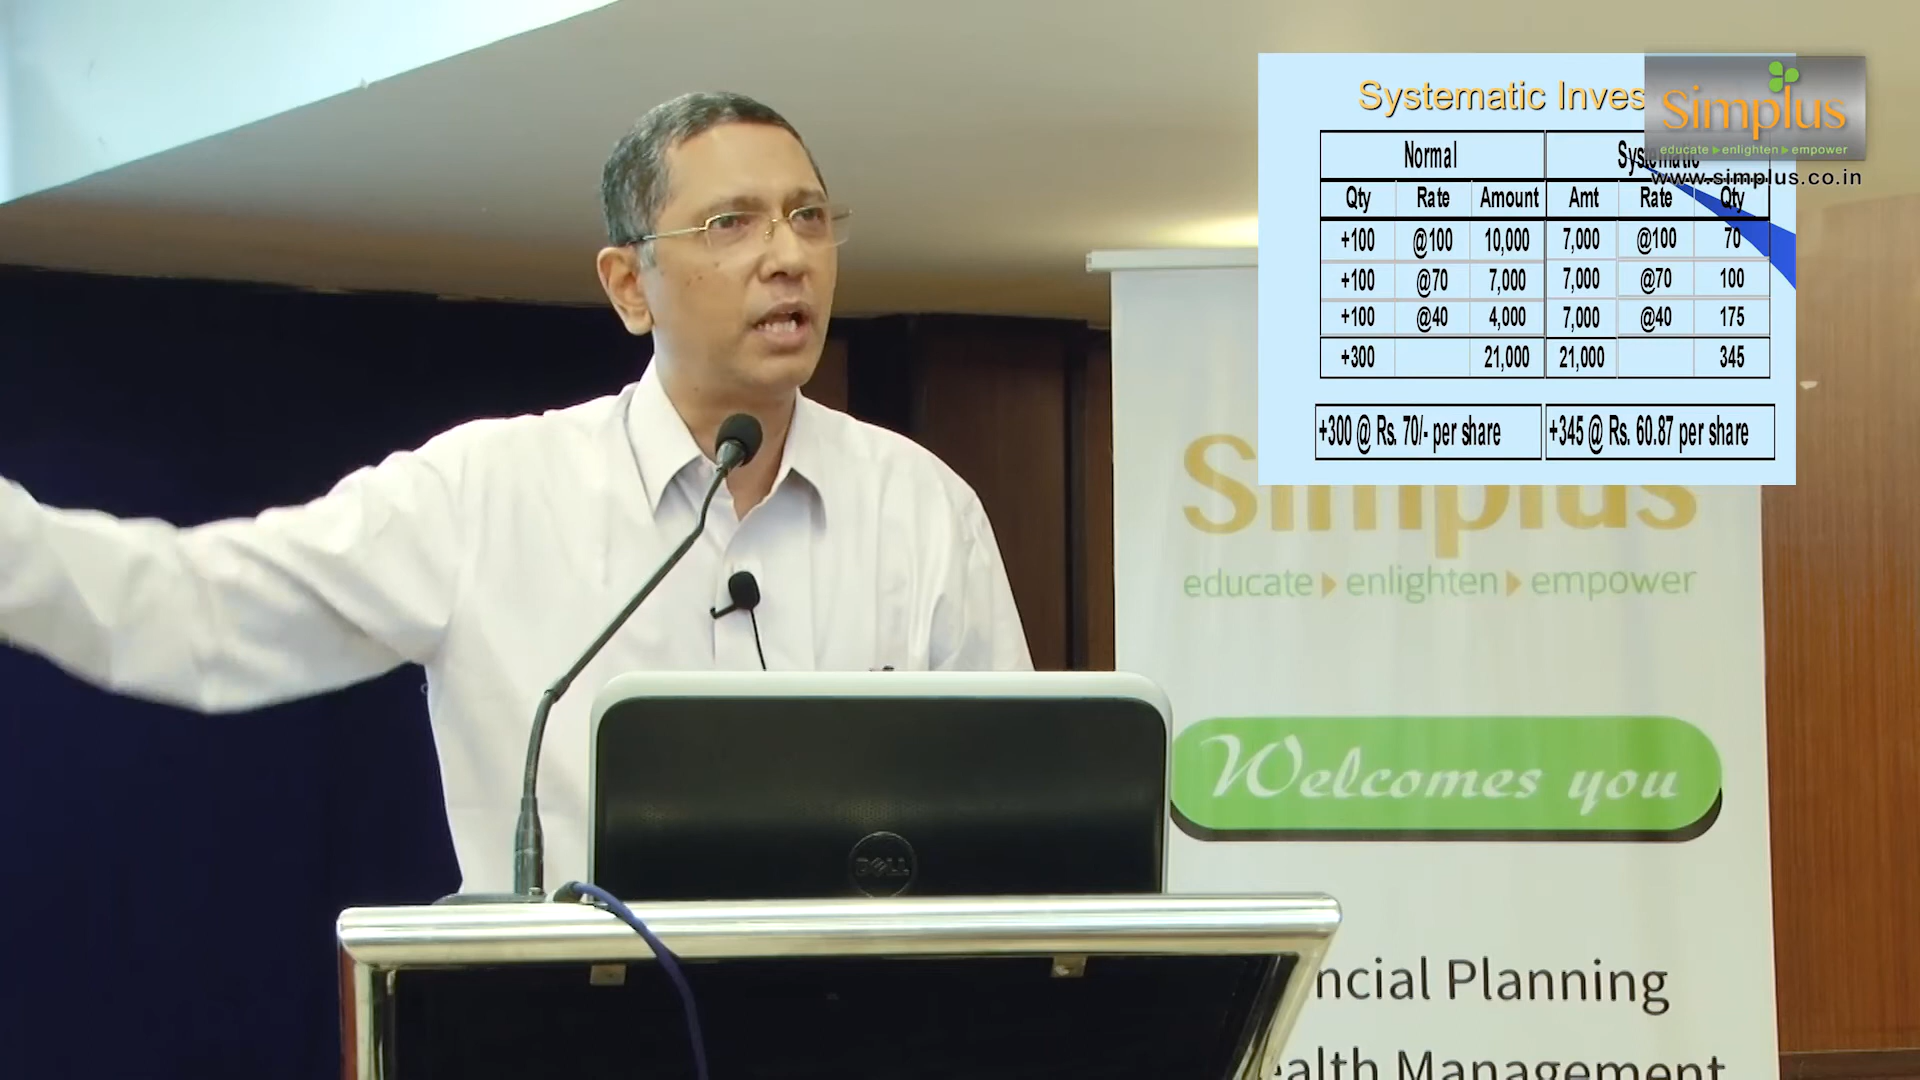 Systematic Inves
Simplus
educate enlighten empower
www.simplus.co.in
Normal Systematic
Qty Rate Amount Amt Rate Qty
+100 @100 10,000 7,000 @100 70
+100 @70 7,000 7,000 @70 100
+100 @40 4,000 7,000 @40 175
+300 21,000 21,000 345
+300 @ Rs. 70/- per share +345 @ Rs. 60.87 per share
Simplus
educate enlighten empower
Welcomes you
DELL
ncial Planning
ealth Management